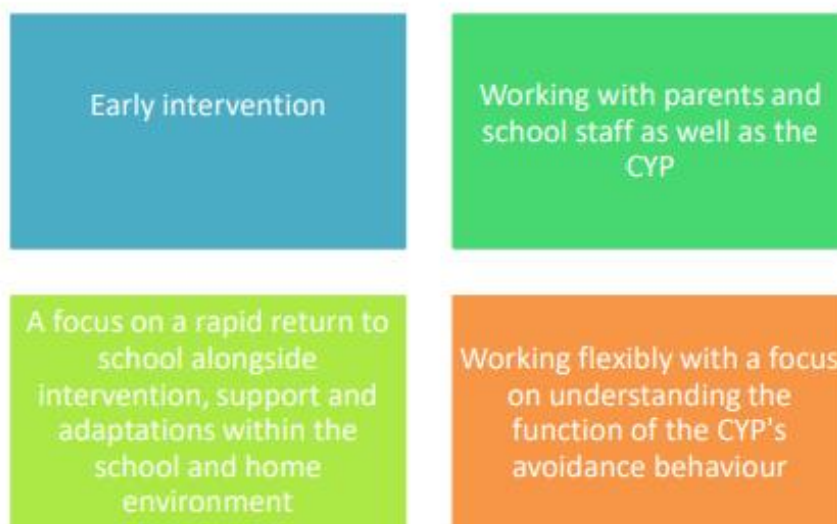 Early intervention
Working with parents and
school staff as well as the
CYP
A focus on a rapid return to
school alongside
intervention, support and
adaptations within the
school and home
environment
Working flexibly with a focus
on understanding the
function of the CYP's
avoidance behaviour